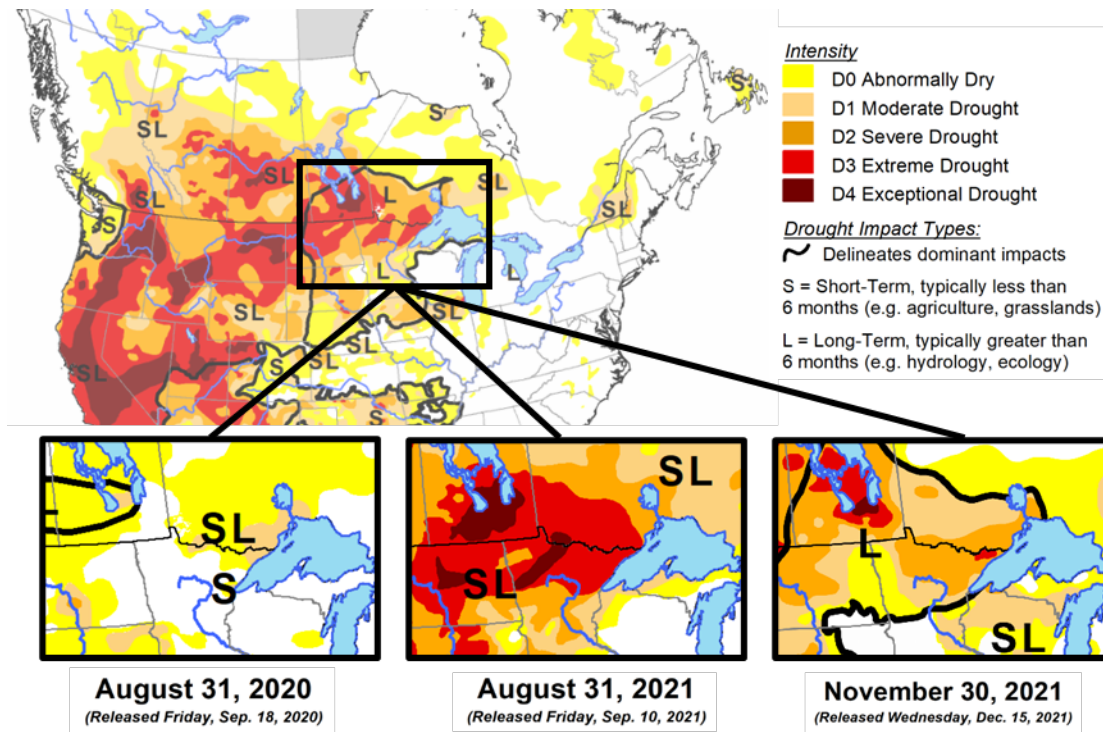 Intensity
D0 Abnormally Dry
D1 Moderate Drought
D2 Severe Drought
D3 Extreme Drought
D4 Exceptional Drought
Drought Impact Types:
Delineates dominant impacts
S = Short-Term, typically less than
6 months (e.g. agriculture, grasslands)
L = Long-Term, typically greater than
6 months (e.g. hydrology, ecology)
S
S
SL
SL
SL
L
SL
SL
S
L
L
SL
SL
SL
S
SL
SL
S
SL
S
SL
SL
L
SL
August 31, 2020
(Released Friday, Sep. 18, 2020)
August 31, 2021
(Released Friday, Sep. 10, 2021)
November 30, 2021
(Released Wednesday, Dec. 15, 2021)